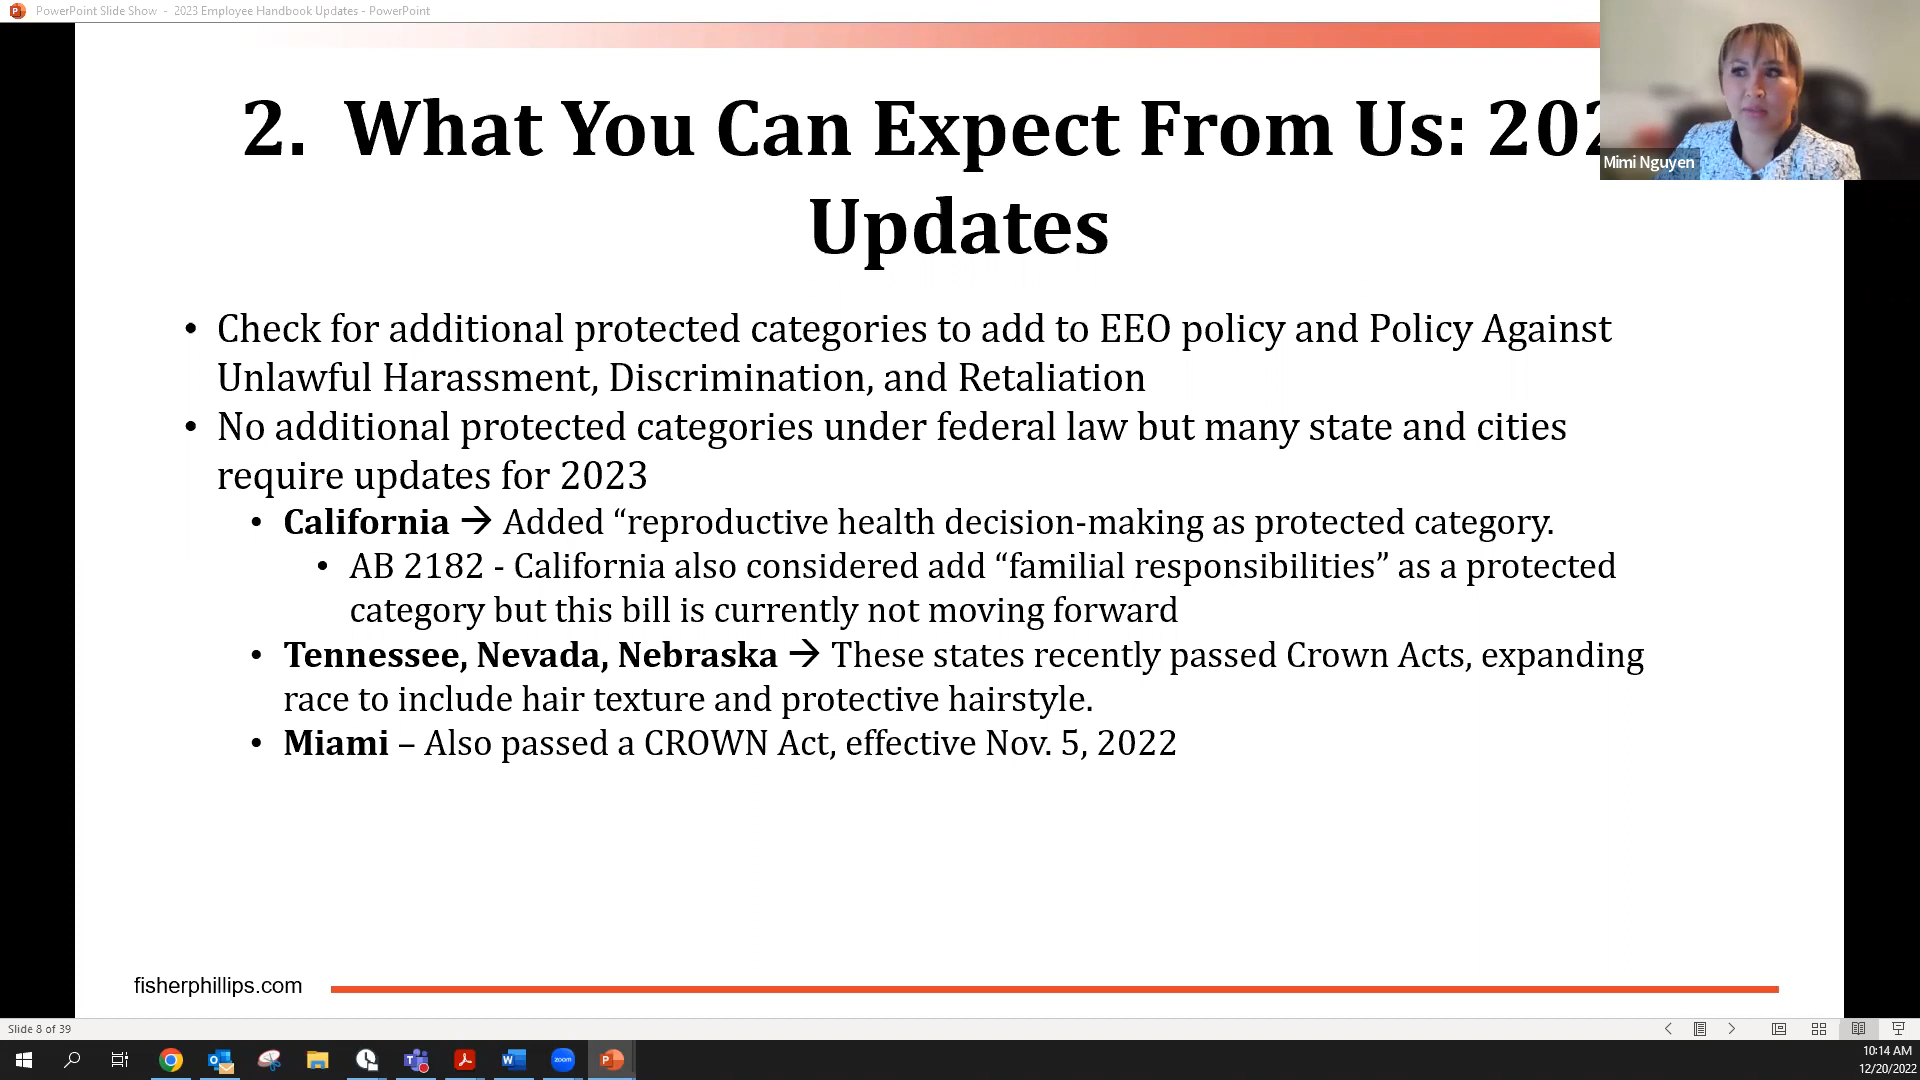 PowerPoint Slide Show - 2023 Employee Handbook Updates - PowerPoint
2. What You Can Expect From Us: 202
Updates
Mimi Nguyen
• Check for additional protected categories to add to EEO policy and Policy Against
Unlawful Harassment, Discrimination, and Retaliation
• No additional protected categories under federal law but many state and cities
require updates for 2023
• California → Added “reproductive health decision-making as protected category.
• AB 2182 - California also considered add “familial responsibilities” as a protected
category but this bill is currently not moving forward
• Tennessee, Nevada, Nebraska → These states recently passed Crown Acts, expanding
race to include hair texture and protective hairstyle.
• Miami – Also passed a CROWN Act, effective Nov. 5, 2022
fisherphillips.com
Slide 8 of 39
zoom
10:14 AM
12/20/2022